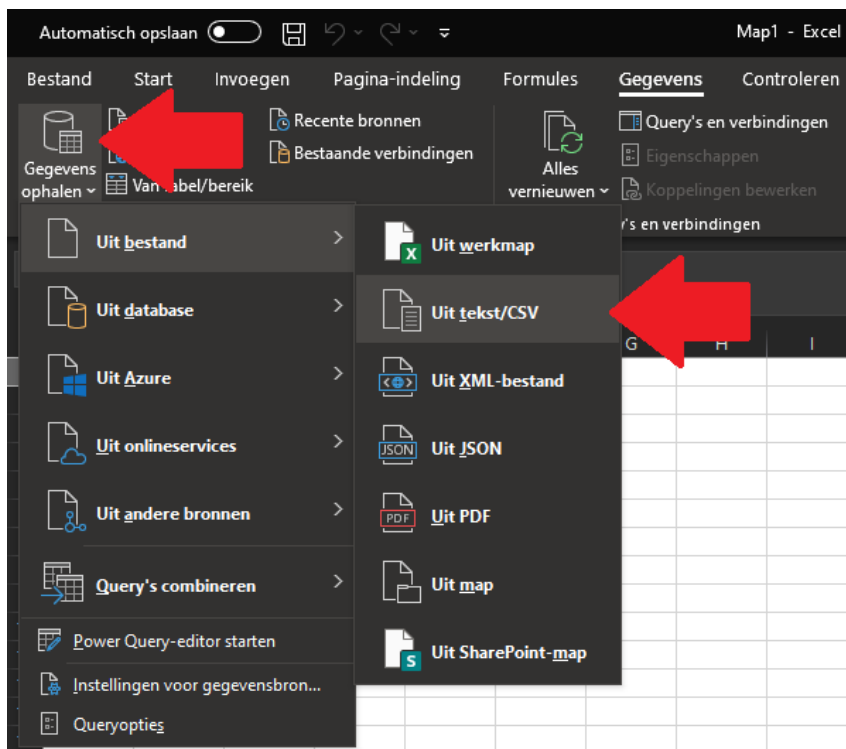 Automatisch opslaan
Map1 - Excel
Bestand Start Invoegen Pagina-indeling Formules Gegevens Controleren
Gegevens
ophalen
Van tabel/bereik
Recente bronnen
Bestaande verbindingen
Alles
vernieuwen
Query's en verbindingen
Eigenschappen
Koppelingen bewerken
's en verbindingen
Uit bestand
Uit database
Uit Azure
Uit onlineservices
Uit andere bronnen
Query's combineren
Power Query-editor starten
Instellingen voor gegevensbron...
Queryopties
Uit werkmap
Uit tekst/CSV
Uit XML-bestand
JSON
Uit JSON
PDF
Uit PDF
Uit map
Uit SharePoint-map
G H I